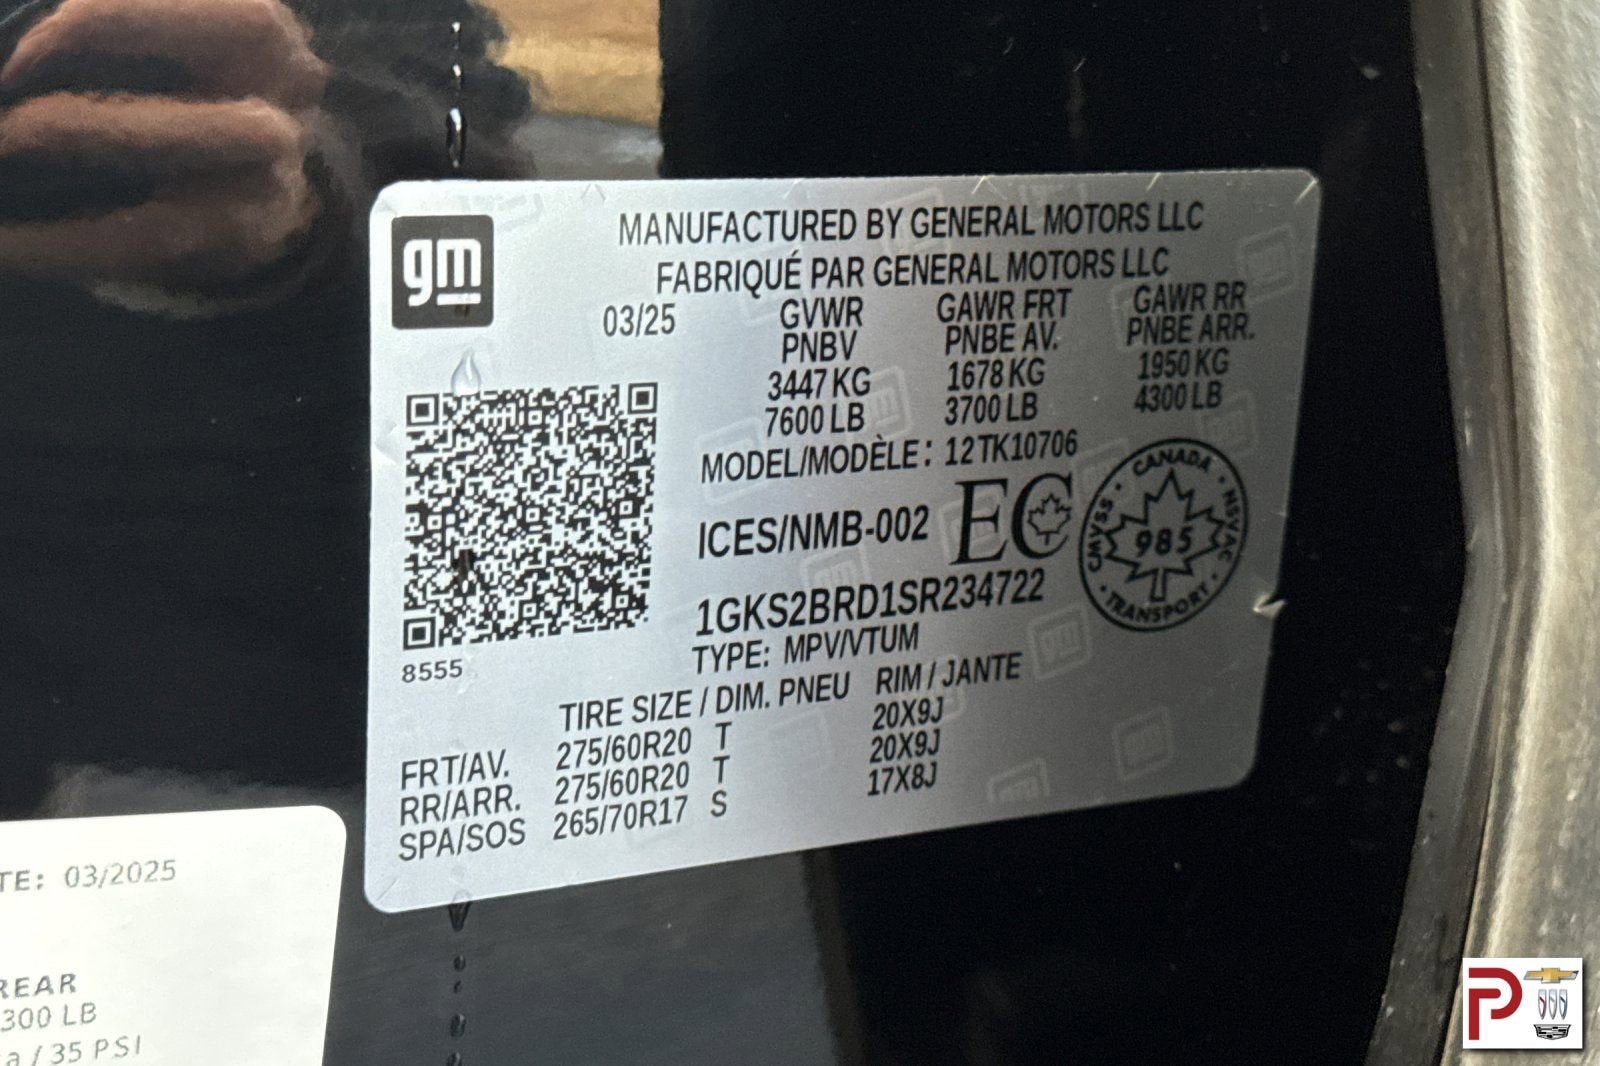 gm
MANUFACTURED BY GENERAL MOTORS LLC
FABRIQUÉ PAR GENERAL MOTORS LLC
03/25
GVWR GAWR FRT GAWR RR
PNBV PNBE AV. PNBE ARR.
3447 KG 1678 KG 1950 KG
7600 LB 3700 LB 4300 LB
MODEL/MODÈLE: 12TK10706
ICES/NMB-002 EC
CANADA
CMVSS 985 NSVAC
TRANSPORT
1GKS2BRD1SR234722
TYPE: MPV/VTUM
8555
TIRE SIZE / DIM. PNEU RIM / JANTE
FRT/AV. 275/60R20 T 20X9J
RR/ARR. 275/60R20 T 20X9J
SPA/SOS 265/70R17 S 17X8J
TE: 03/2025
REAR
300 LB
a / 35 PSI
P